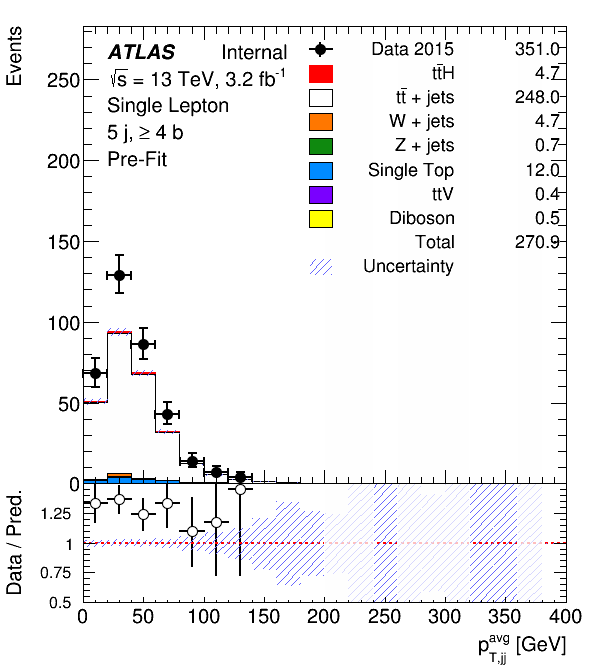 Events
ATLAS Internal
√s = 13 TeV, 3.2 fb⁻¹
Single Lepton
5 j, ≥ 4 b
Pre-Fit
Data 2015 351.0
tt̄H 4.7
tt̄ + jets 248.0
W + jets 4.7
Z + jets 0.7
Single Top 12.0
ttV 0.4
Diboson 0.5
Total 270.9
Uncertainty
250
200
150
100
50
0
Data / Pred.
1.25
1
0.75
0.5
0 50 100 150 200 250 300 350 400
p_{T,jj}^{avg} [GeV]